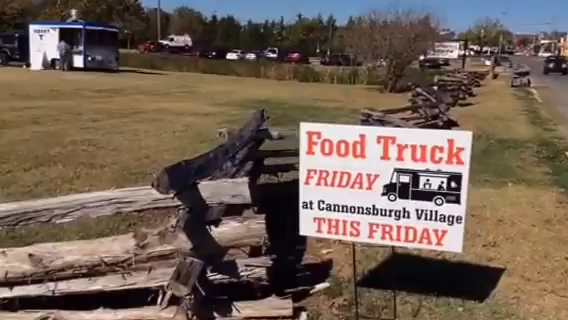 Food Truck
FRIDAY
at Cannonsburgh Village
THIS FRIDAY